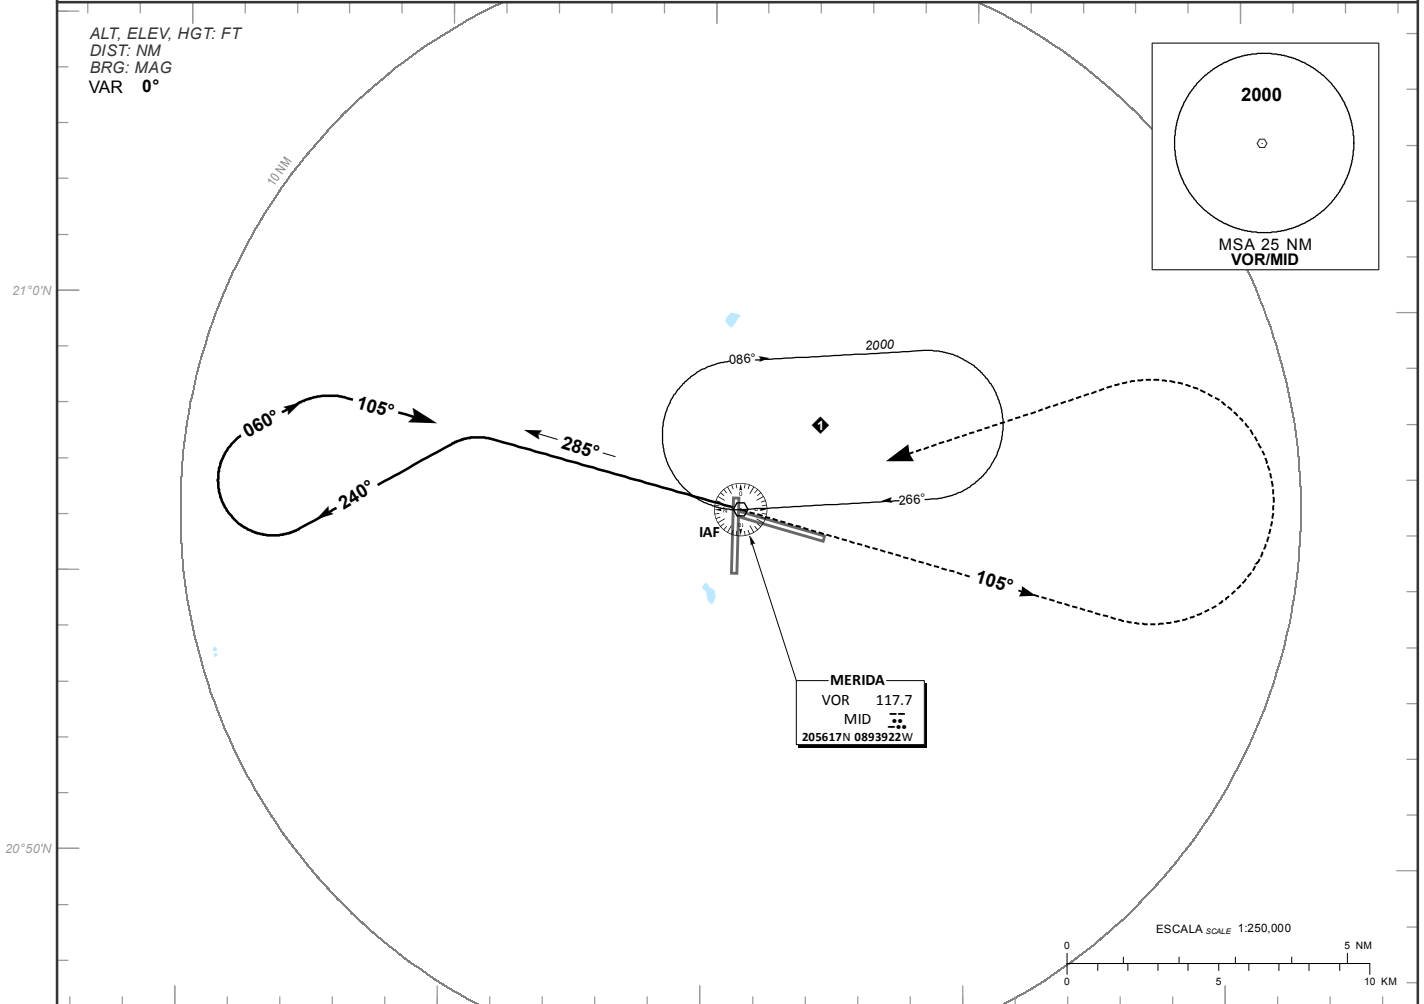 ALT, ELEV, HGT: FT
DIST: NM
BRG: MAG
VAR 0°
2000
MSA 25 NM
VOR/MID
10 NM
21°0'N
086°
2000
060°
105°
285°
1
240°
266°
IAF
105°
MERIDA
VOR 117.7
MID
205617N 0893922W
20°50'N
ESCALA SCALE 1:250,000
0 5 NM
0 5 10 KM